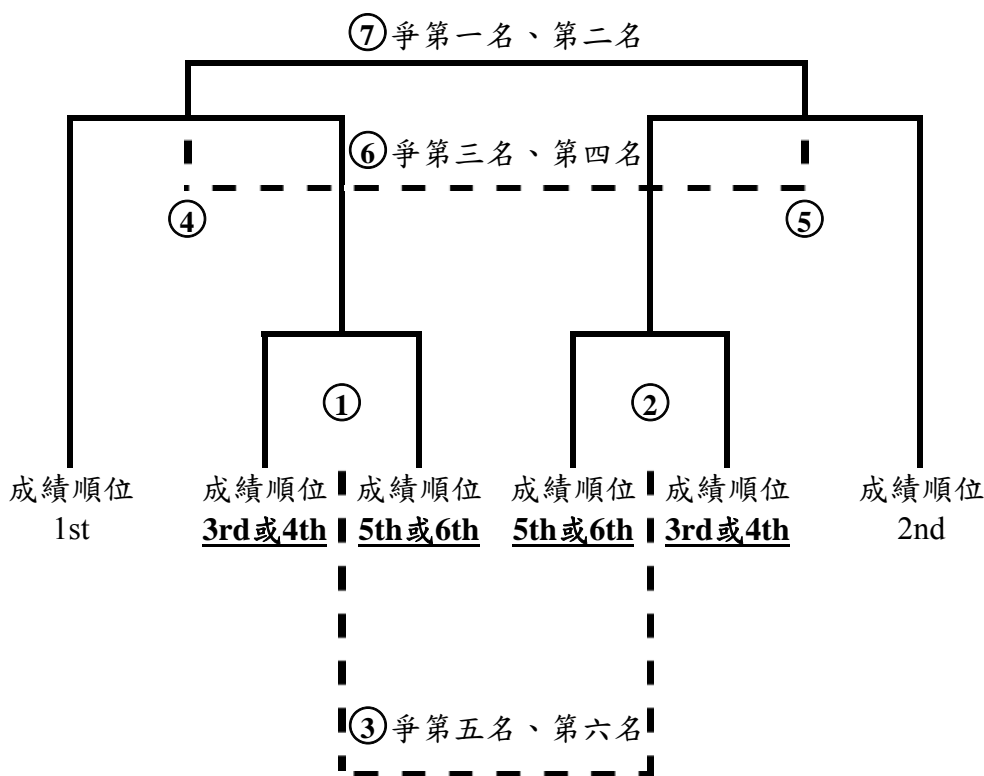 ⑦爭第一名、第二名
⑥爭第三名、第四名
④
⑤
①
②
成績順位
1st
成績順位
3rd或4th
成績順位
5th或6th
成績順位
5th或6th
成績順位
3rd或4th
成績順位
2nd
③爭第五名、第六名